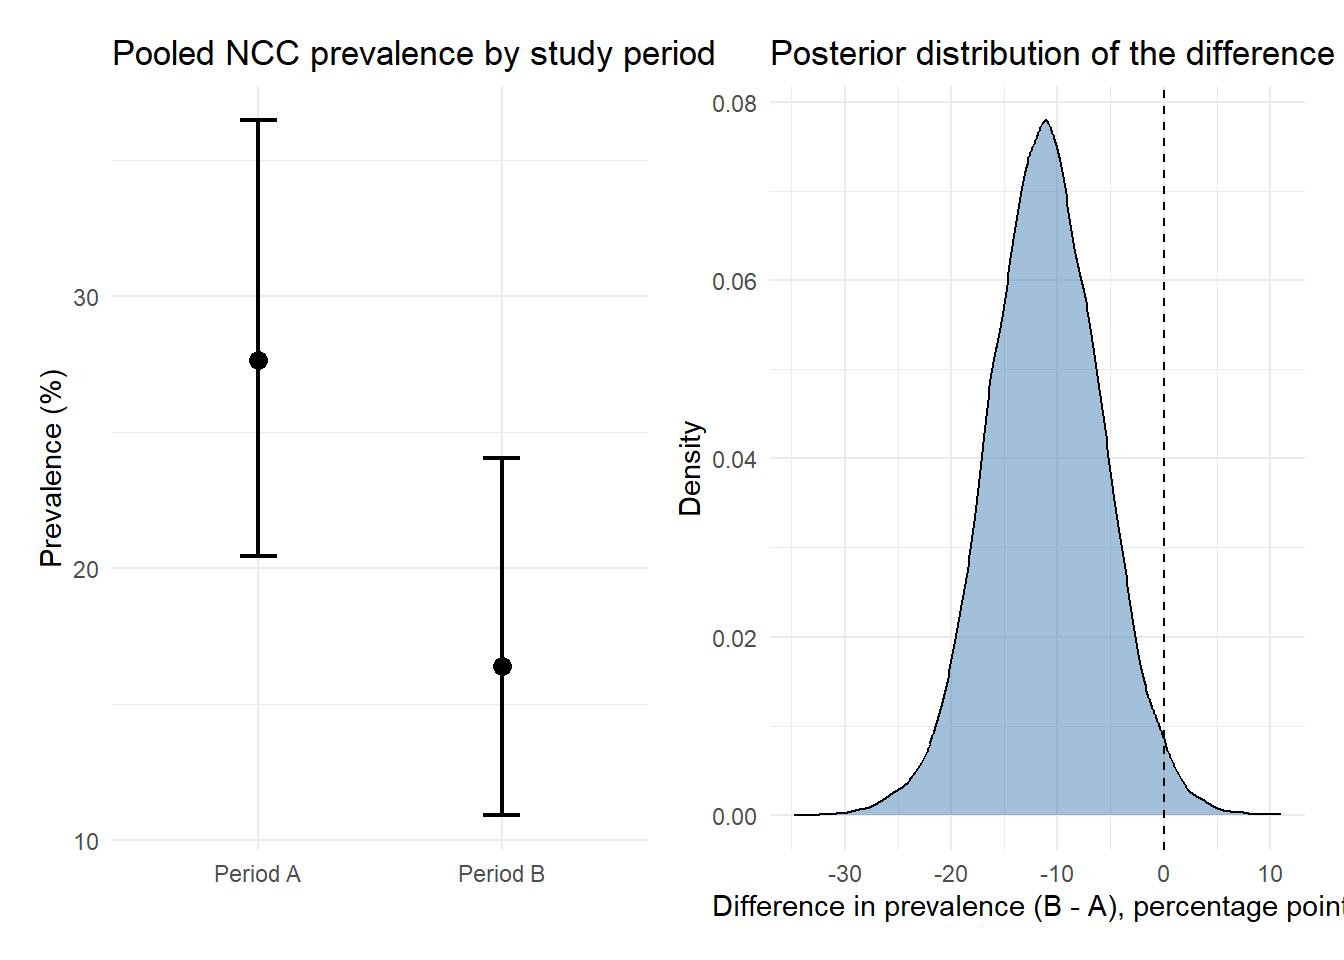 Pooled NCC prevalence by study period
Prevalence (%)
30
20
10
Period A
Period B
Posterior distribution of the difference
Density
0.08
0.06
0.04
0.02
0.00
-30
-20
-10
0
10
Difference in prevalence (B - A), percentage point